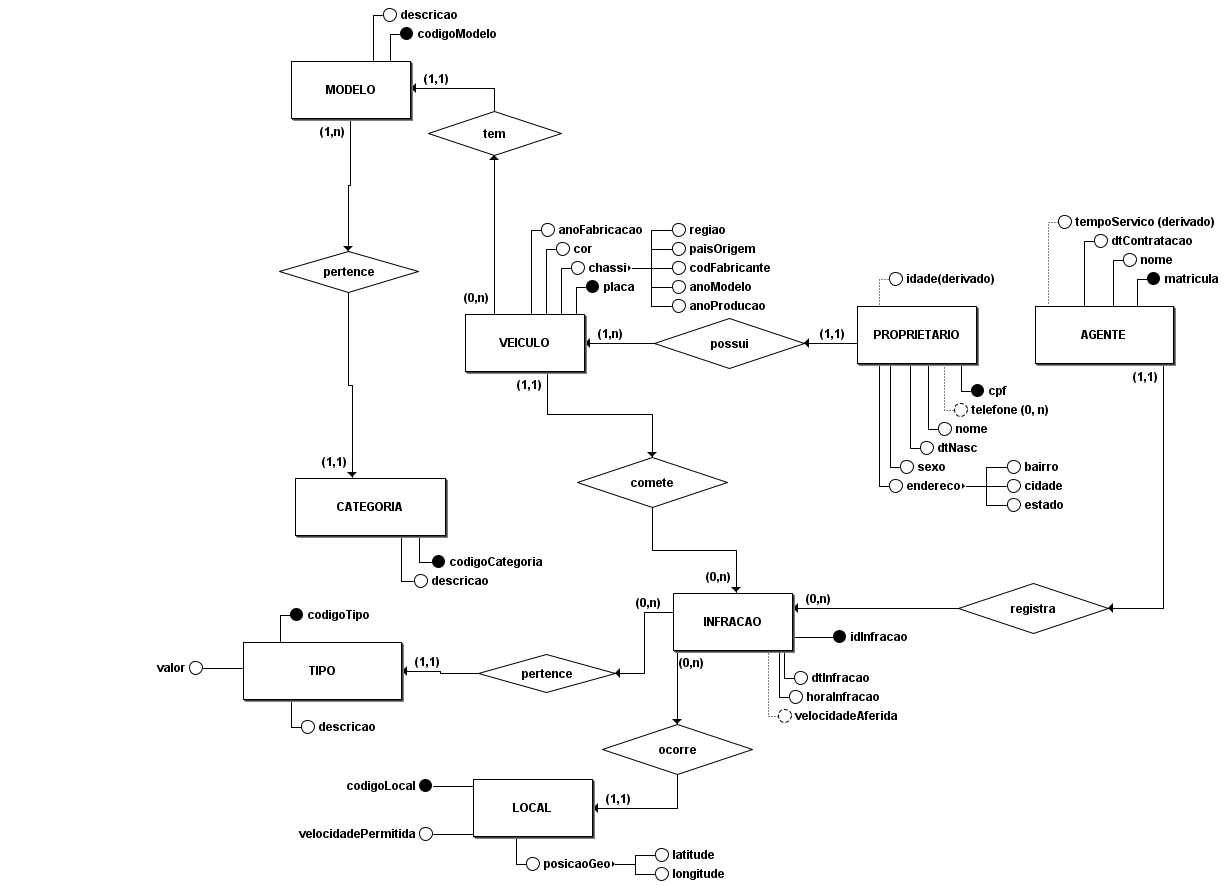 descricao
codigoModelo
MODELO
(1,1)
(1,n)
tem
pertence
(0,n)
anoFabricacao
cor
chassi
placa
regiao
paisOrigem
codFabricante
anoModelo
anoProducao
VEICULO
(1,n)
possui
(1,1)
idade(derivado)
PROPRIETARIO
tempoServico (derivado)
dtContratacao
nome
matricula
AGENTE
(1,1)
(1,1)
cpf
telefone (0, n)
nome
dtNasc
sexo
endereco
bairro
cidade
estado
(1,1)
CATEGORIA
codigoCategoria
descricao
comete
(0,n)
(0,n)
INFRACAO
(0,n)
registra
idInfracao
(0,n)
dtInfracao
horaInfracao
velocidadeAferida
codigoTipo
valor
TIPO
(1,1)
pertence
descricao
ocorre
codigoLocal
LOCAL
(1,1)
velocidadePermitida
posicaoGeo
latitude
longitude